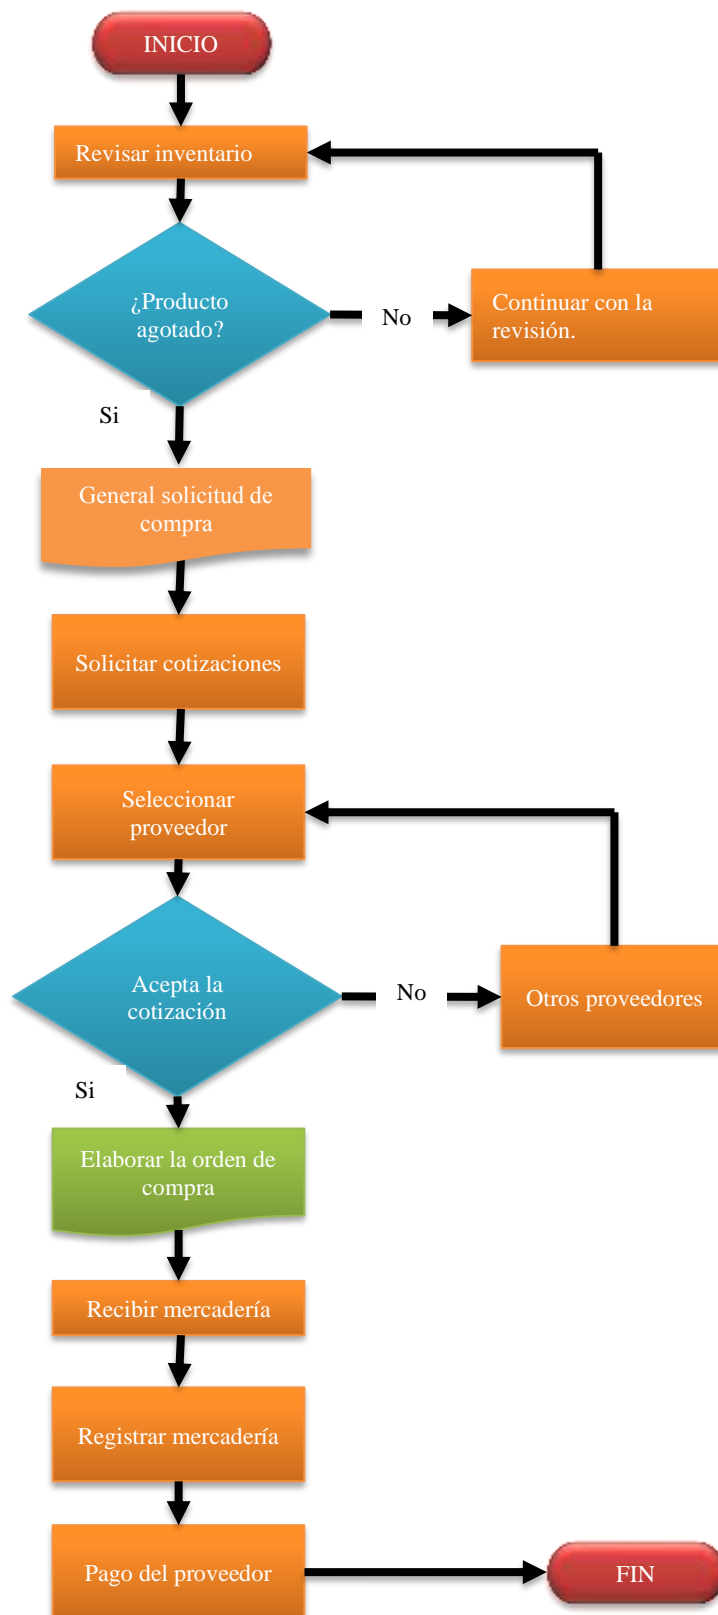 INICIO
Revisar inventario
¿Producto
agotado?
No
Continuar con la
revisión.
Si
General solicitud de
compra
Solicitar cotizaciones
Seleccionar
proveedor
Acepta la
cotización
No
Otros proveedores
Si
Elaborar la orden de
compra
Recibir mercadería
Registrar mercadería
Pago del proveedor
FIN